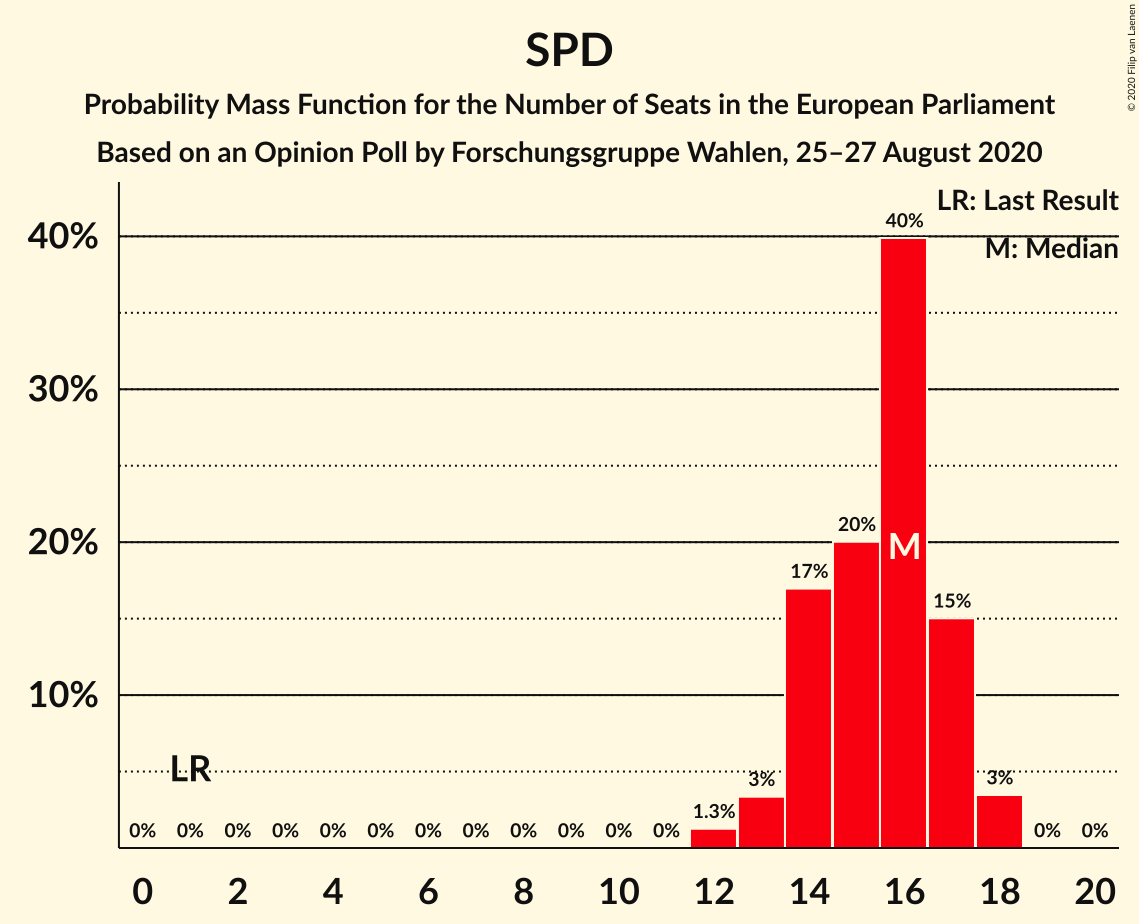 © 2020 Filip van Laenen
SPD
Probability Mass Function for the Number of Seats in the European Parliament
Based on an Opinion Poll by Forschungsgruppe Wahlen, 25–27 August 2020
LR: Last Result
M: Median
40%
30%
20%
10%
40%
20%
M
17%
15%
LR
3%
3%
1.3%
0% 0% 0% 0% 0% 0% 0% 0% 0% 0% 0% 0% 0% 0%
0 2 4 6 8 10 12 14 16 18 20